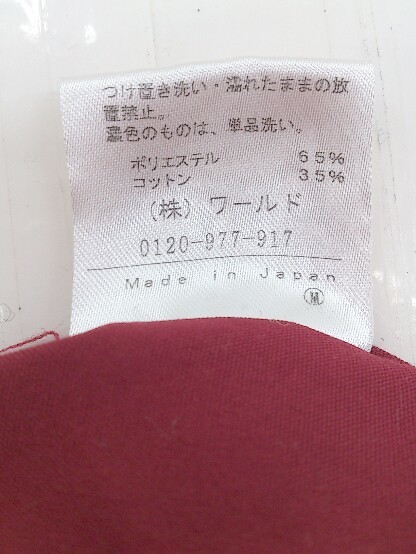 つけ置き洗い・濡れたままの放
置禁止。
濃色のものは、単品洗い。
ポリエステル 65%
コットン 35%
(株) ワールド
0120-977-917
Made in Japan
Ⓜ